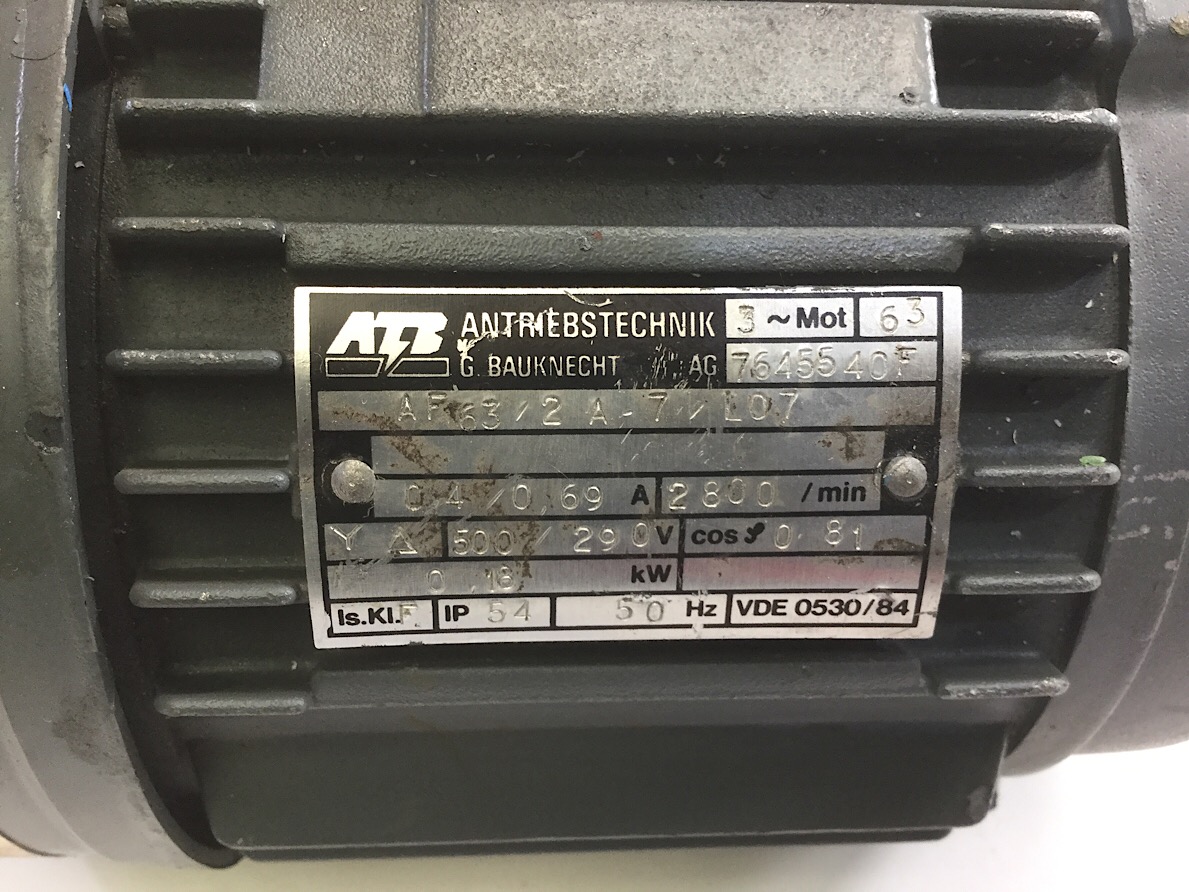 ATB ANTRIEBSTECHNIK 3 ~ Mot 63
G. BAUKNECHT AG 7645540F
AF 63/2 A-7 L07
0,4 /0,69 A 2800 /min
Y Δ 500 / 290 V cos φ 0,81
0,18 kW
Is.Kl. F IP 54 50 Hz VDE 0530/84